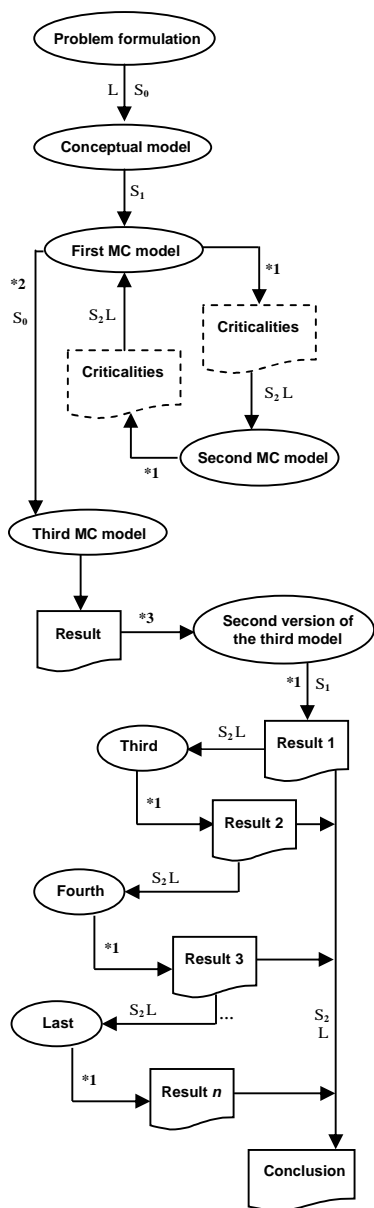 Problem formulation
L S₀
Conceptual model
S₁
First MC model
*2
S₀
*1
S₂ L
Criticalities
Criticalities
S₂ L
*1
Second MC model
Third MC model
Result
*3
Second version of
the third model
*1 S₁
Third
S₂ L
Result 1
*1
Result 2
Fourth
S₂ L
*1
Result 3
Last
S₂ L
...
S₂
L
*1
Result n
Conclusion